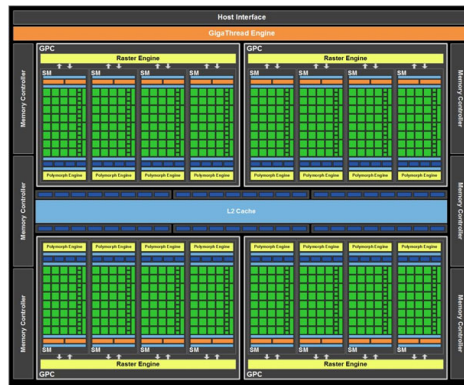 Host Interface
GigaThread Engine
GPC
GPC
Raster Engine
Raster Engine
SM SM SM SM
SM SM SM SM
Memory Controller
Memory Controller
Polymorph Engine Polymorph Engine Polymorph Engine Polymorph Engine
Polymorph Engine Polymorph Engine Polymorph Engine Polymorph Engine
Memory Controller
L2 Cache
Memory Controller
Polymorph Engine Polymorph Engine Polymorph Engine Polymorph Engine
Polymorph Engine Polymorph Engine Polymorph Engine Polymorph Engine
Memory Controller
Memory Controller
SM SM SM SM
SM SM SM SM
Raster Engine
Raster Engine
GPC
GPC